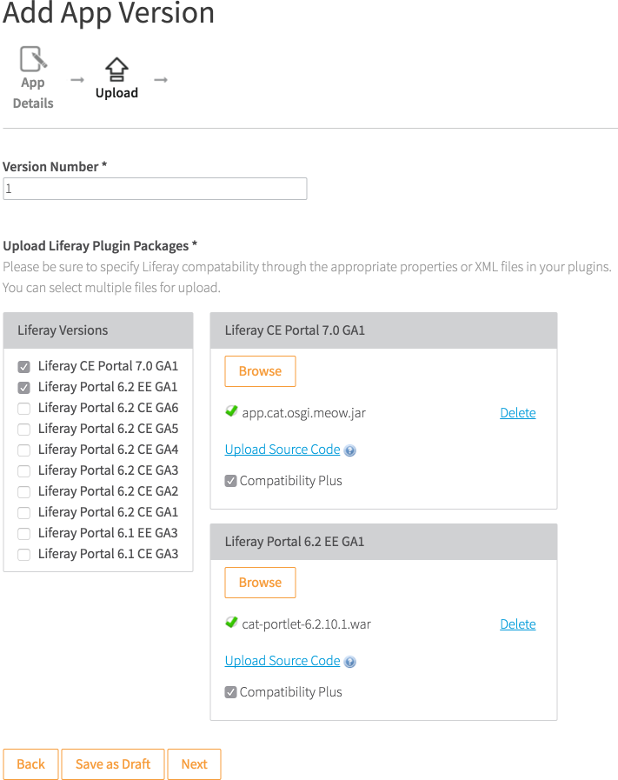 Add App Version
App
Details
Upload
Version Number *
1
Upload Liferay Plugin Packages *
Please be sure to specify Liferay compatability through the appropriate properties or XML files in your plugins.
You can select multiple files for upload.
Liferay Versions
Liferay CE Portal 7.0 GA1
Liferay Portal 6.2 EE GA1
Liferay Portal 6.2 CE GA6
Liferay Portal 6.2 CE GA5
Liferay Portal 6.2 CE GA4
Liferay Portal 6.2 CE GA3
Liferay Portal 6.2 CE GA2
Liferay Portal 6.2 CE GA1
Liferay Portal 6.1 EE GA3
Liferay Portal 6.1 CE GA3
Liferay CE Portal 7.0 GA1
Browse
app.cat.osgi.meow.jar Delete
Upload Source Code ?
Compatibility Plus
Liferay Portal 6.2 EE GA1
Browse
cat-portlet-6.2.10.1.war Delete
Upload Source Code ?
Compatibility Plus
Back Save as Draft Next